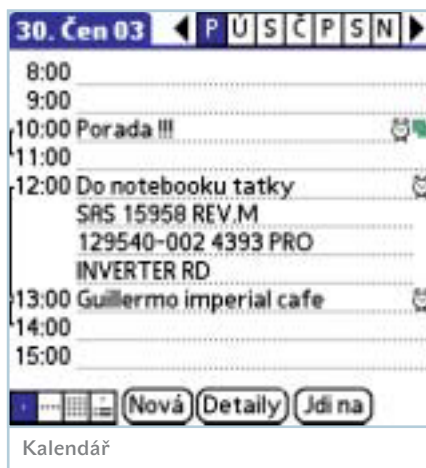 30. Čen 03 P Ú S Č P S N
8:00
9:00
10:00 Porada !!!
11:00
12:00 Do notebooku tatky
SRS 15958 REV.M
129540-002 4393 PRO
INVERTER RD
13:00 Guillermo imperial cafe
14:00
15:00
Nová Detaily Jdi na
Kalendář